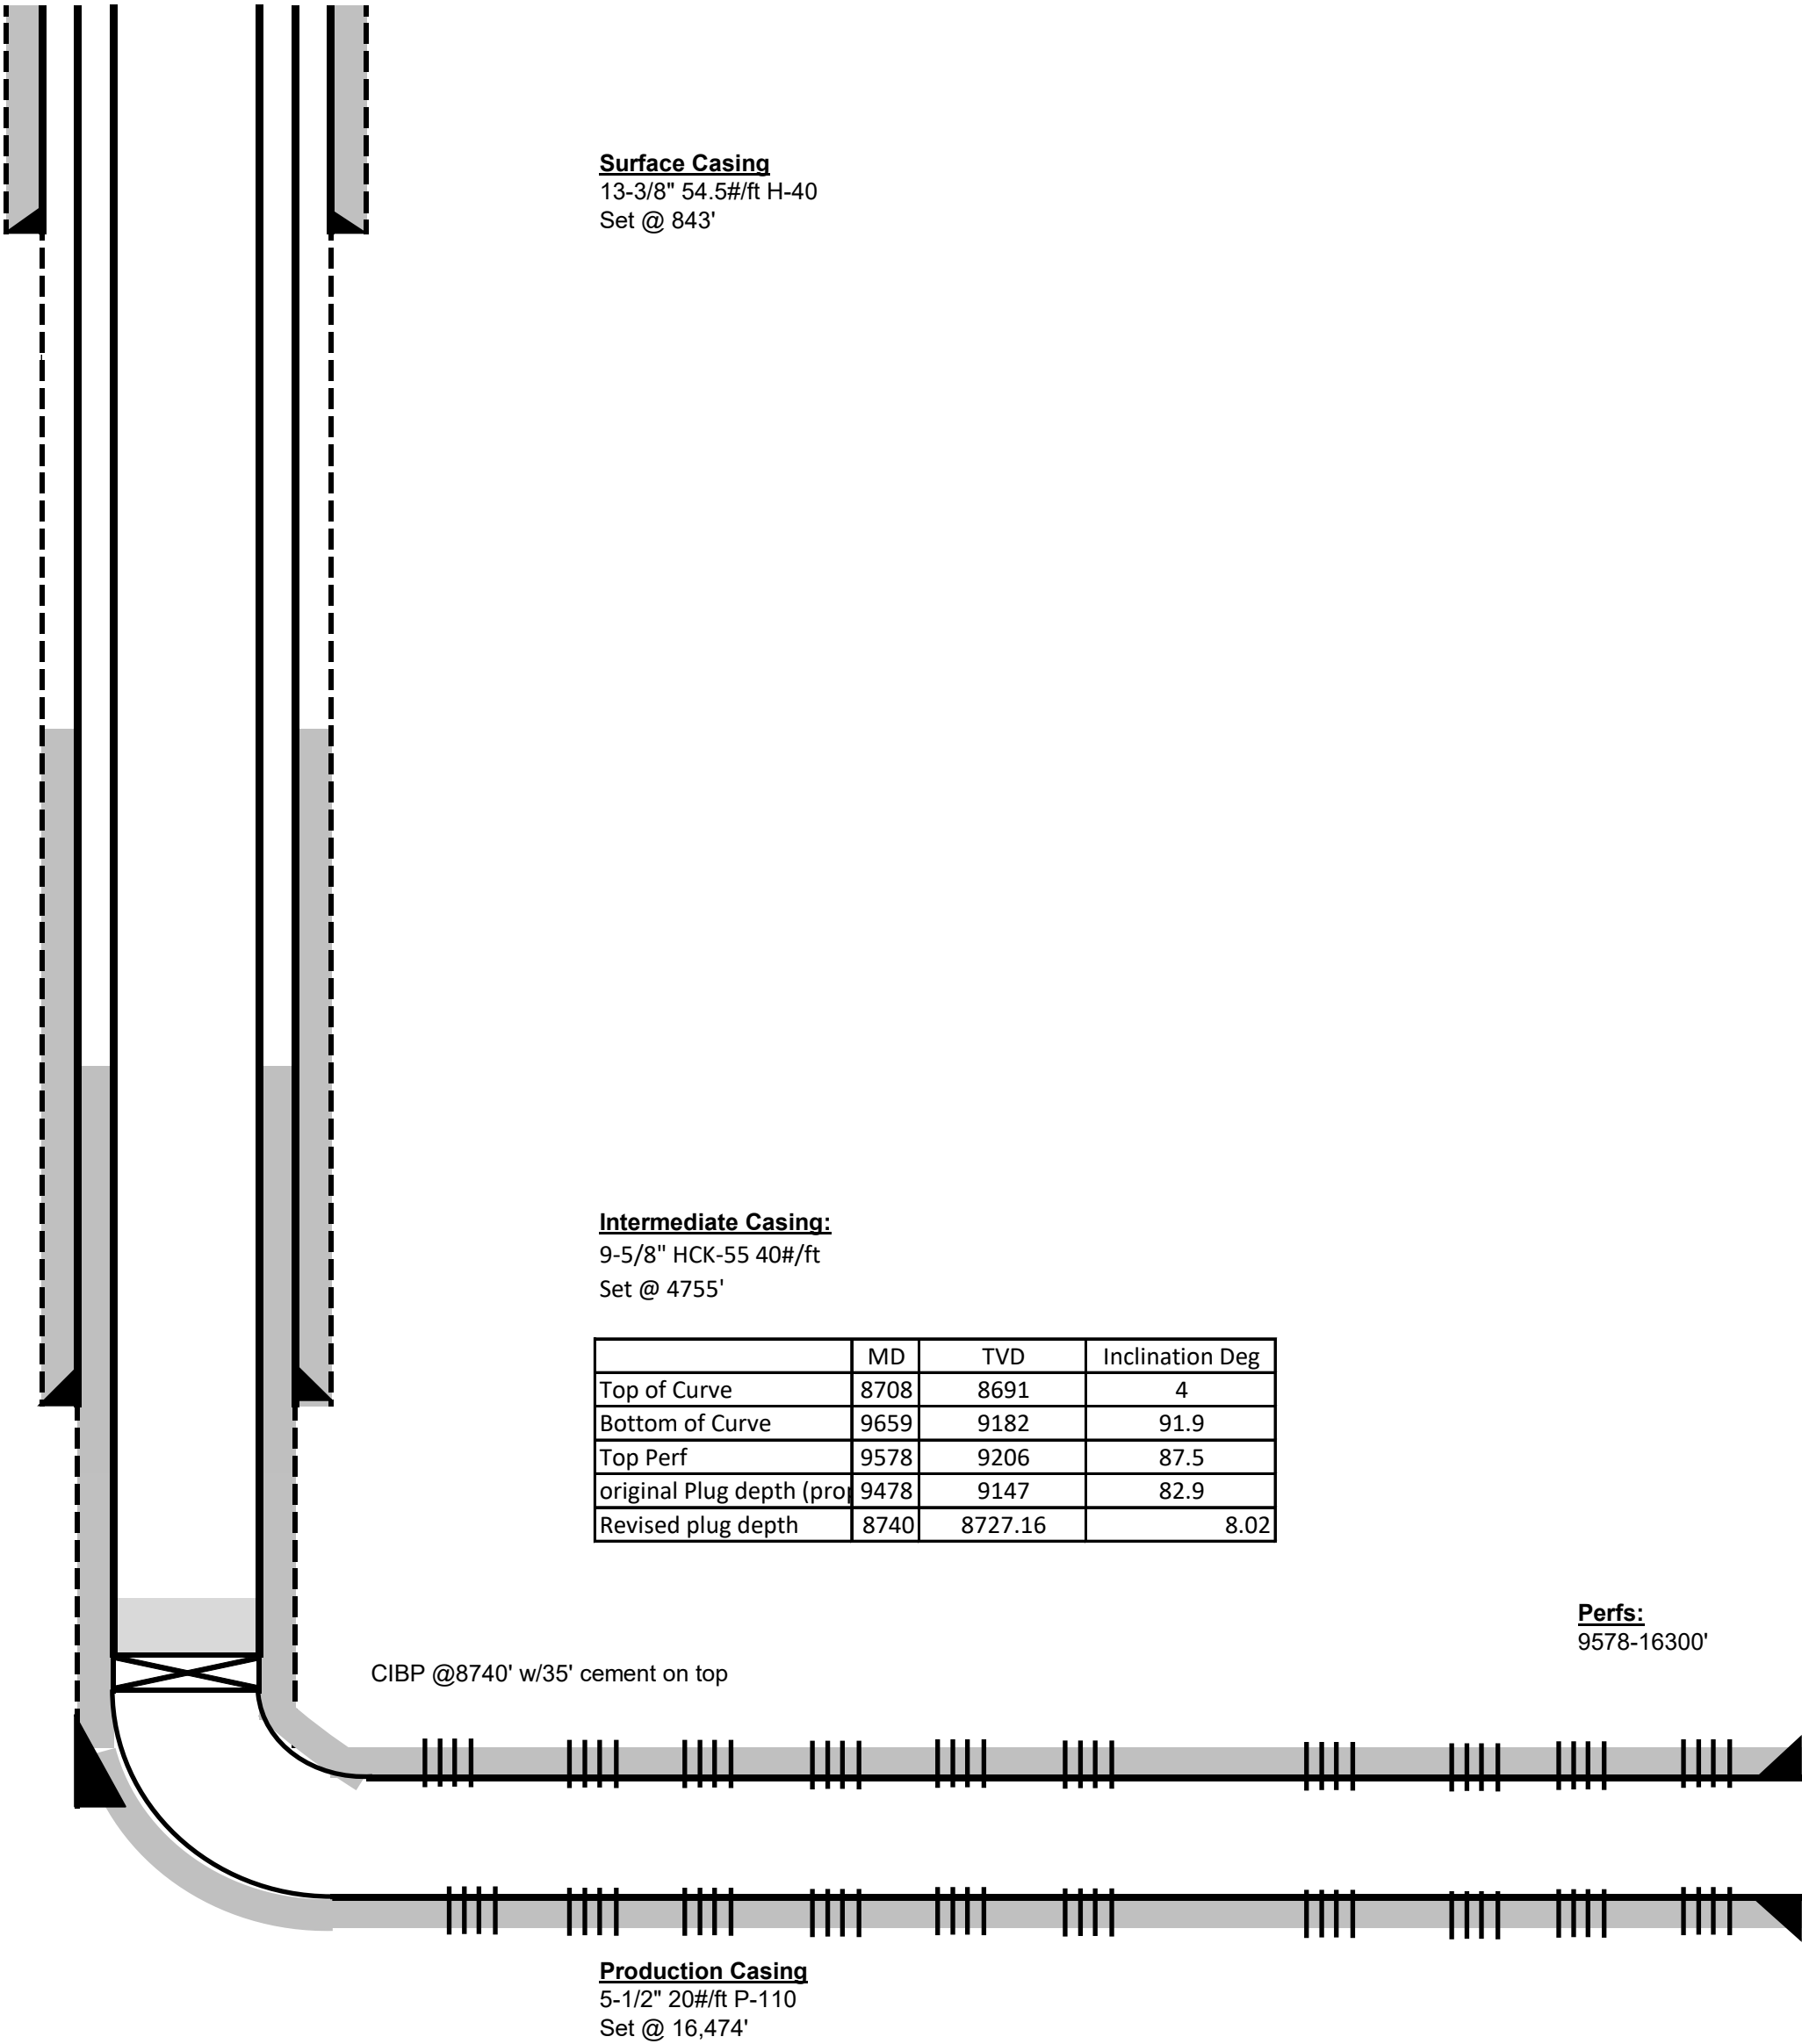 Surface Casing
13-3/8" 54.5#/ft H-40
Set @ 843'
Intermediate Casing:
9-5/8" HCK-55 40#/ft
Set @ 4755'
MD TVD Inclination Deg
Top of Curve 8708 8691 4
Bottom of Curve 9659 9182 91.9
Top Perf 9578 9206 87.5
original Plug depth (prop 9478 9147 82.9
Revised plug depth 8740 8727.16 8.02
Perfs:
9578-16300'
CIBP @8740' w/35' cement on top
Production Casing
5-1/2" 20#/ft P-110
Set @ 16,474'